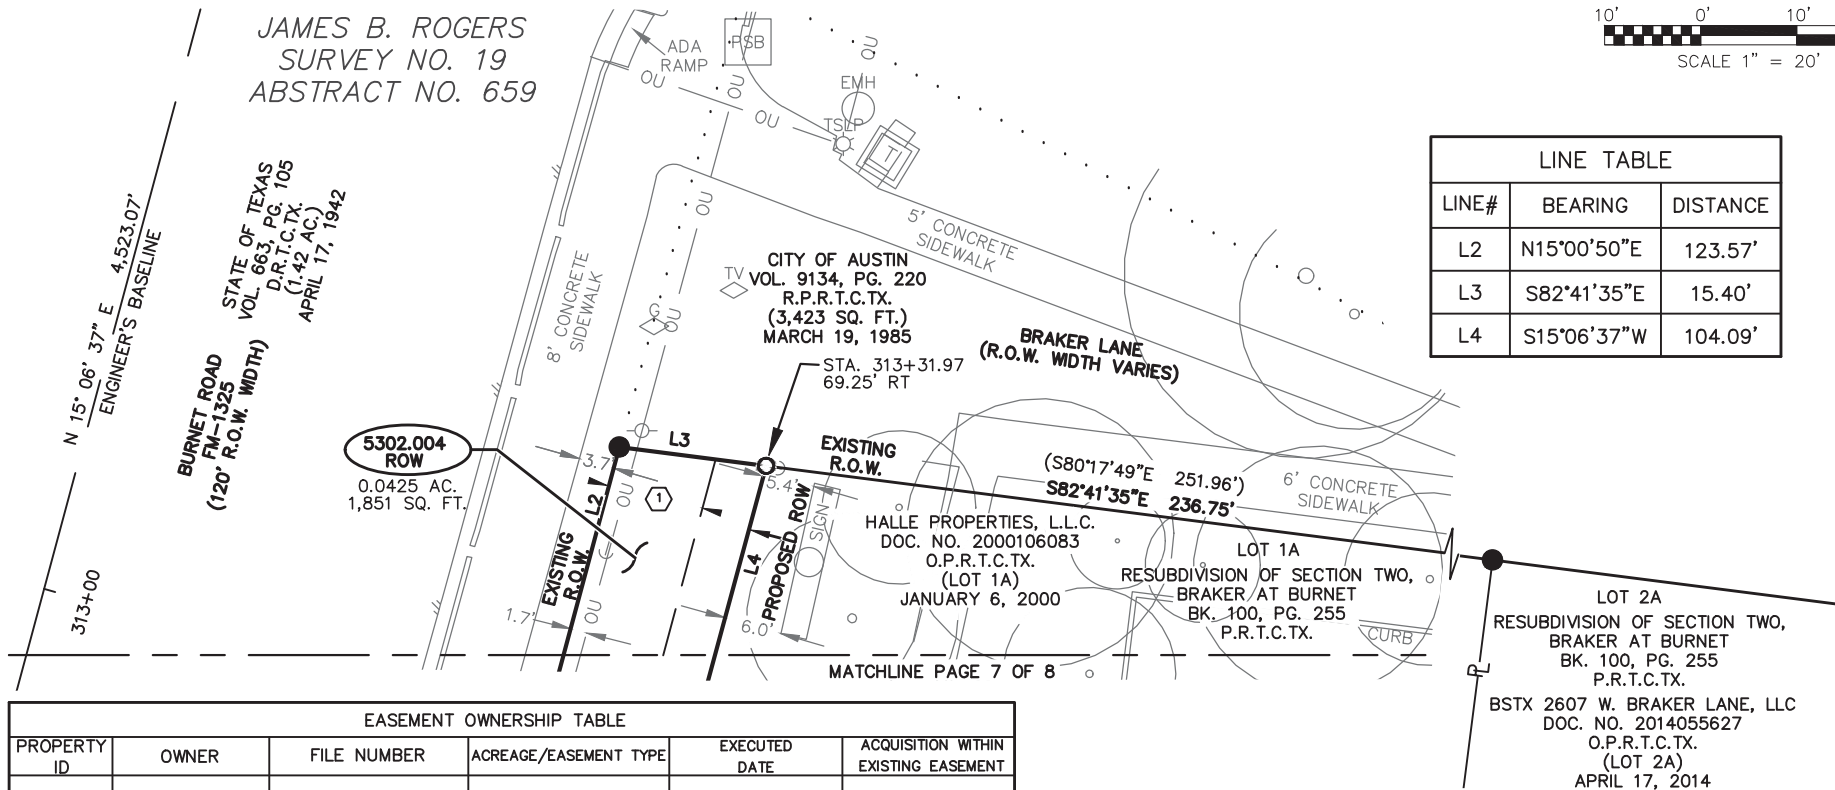 JAMES B. ROGERS
SURVEY NO. 19
ABSTRACT NO. 659
10' 0' 10'
SCALE 1" = 20'
ADA
RAMP
PSB
OU
OU
OU
OU
EMH
TSLP
T
OU
N 15° 06' 37" E 4,523.07'
ENGINEER'S BASELINE
STATE OF TEXAS
VOL. 663, PG. 105
D.R.T.C.TX.
(1.42 AC.)
APRIL 17, 1942
BURNET ROAD
FM-1325
(120' R.O.W. WIDTH)
313+00
8' CONCRETE
SIDEWALK
5' CONCRETE
SIDEWALK
TV
G
OU
CITY OF AUSTIN
VOL. 9134, PG. 220
R.P.R.T.C.TX.
(3,423 SQ. FT.)
MARCH 19, 1985
STA. 313+31.97
69.25' RT
BRAKER LANE
(R.O.W. WIDTH VARIES)
LINE TABLE
LINE# BEARING DISTANCE
L2 N15°00'50"E 123.57'
L3 S82°41'35"E 15.40'
L4 S15°06'37"W 104.09'
5302.004
ROW
0.0425 AC.
1,851 SQ. FT.
L3
3.7'
L2
OU
1
5.4'
EXISTING
R.O.W.
(S80°17'49"E 251.96')
S82°41'35"E 236.75'
6' CONCRETE
SIDEWALK
EXISTING
R.O.W.
OU
1.7'
L4
PROPOSED ROW
SIGN
6.0'
HALLE PROPERTIES, L.L.C.
DOC. NO. 2000106083
O.P.R.T.C.TX.
(LOT 1A)
JANUARY 6, 2000
LOT 1A
RESUBDIVISION OF SECTION TWO,
BRAKER AT BURNET
BK. 100, PG. 255
P.R.T.C.TX.
CURB
MATCHLINE PAGE 7 OF 8
PL
LOT 2A
RESUBDIVISION OF SECTION TWO,
BRAKER AT BURNET
BK. 100, PG. 255
P.R.T.C.TX.
BSTX 2607 W. BRAKER LANE, LLC
DOC. NO. 2014055627
O.P.R.T.C.TX.
(LOT 2A)
APRIL 17, 2014
EASEMENT OWNERSHIP TABLE
PROPERTY
ID
OWNER
FILE NUMBER
ACREAGE/EASEMENT TYPE
EXECUTED
DATE
ACQUISITION WITHIN
EXISTING EASEMENT